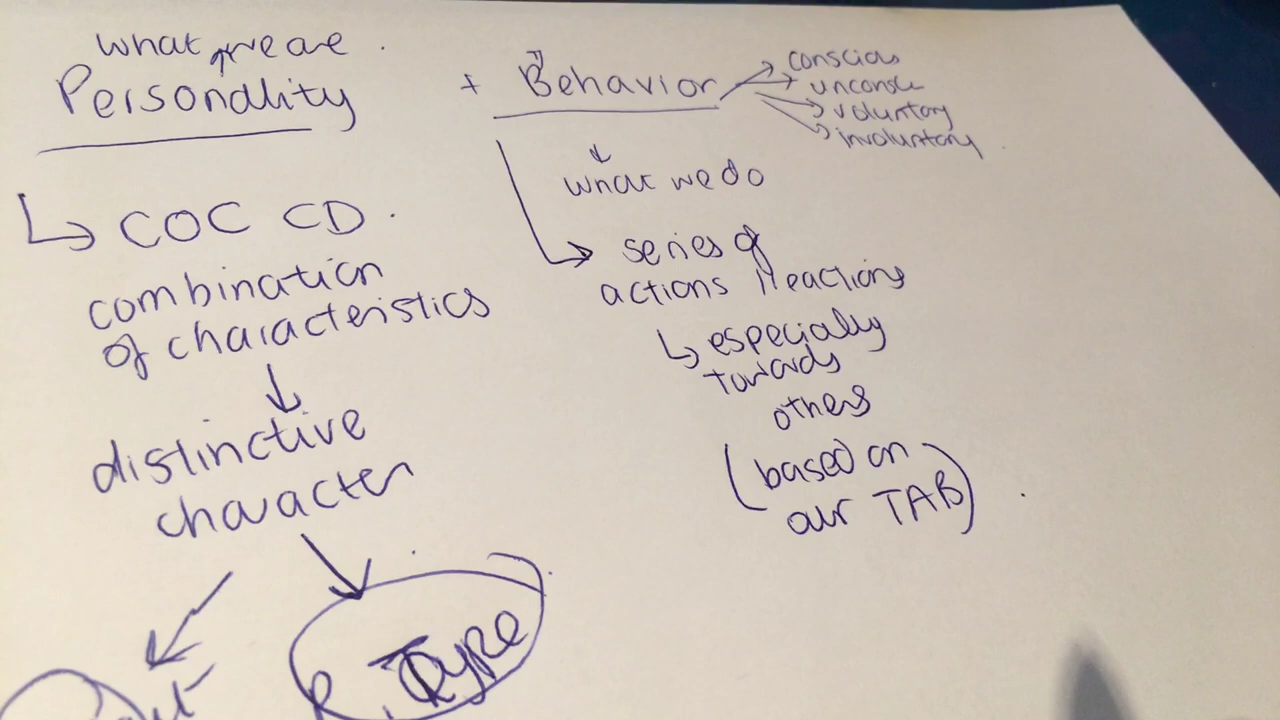 what we are
Personality
+ Behavior
conscious
unconsc
voluntary
involuntary
↳ COC CD.
combination
of characteristics
↓
distinctive
character
P. Type
what we do
→ series of
actions / reactions
↳ especially
towards
others
(based on
our TAB)